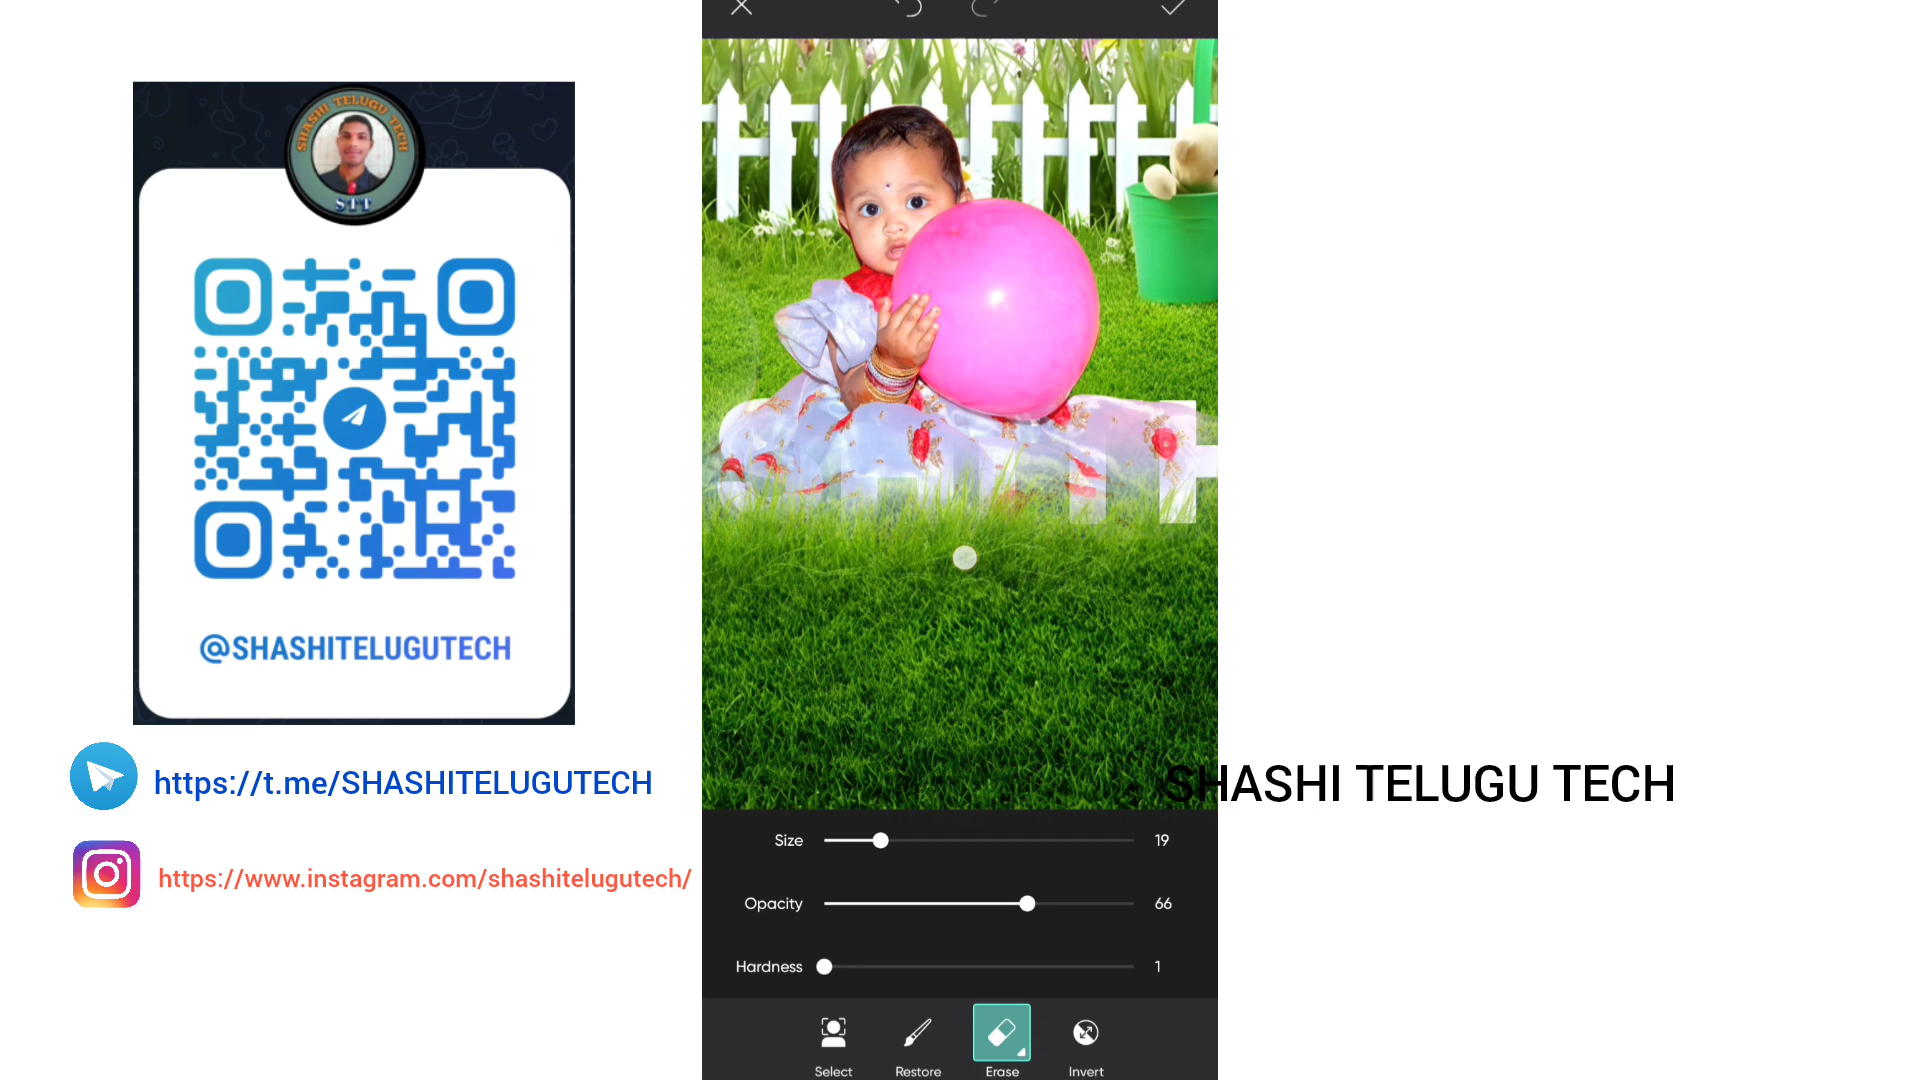 SHASHI TELUGU TECH
STT
@SHASHITELUGUTECH
https://t.me/SHASHITELUGUTECH
https://www.instagram.com/shashitelugutech/
SHASHI TELUGU TECH
Size 19
Opacity 66
Hardness 1
Select Restore Erase Invert